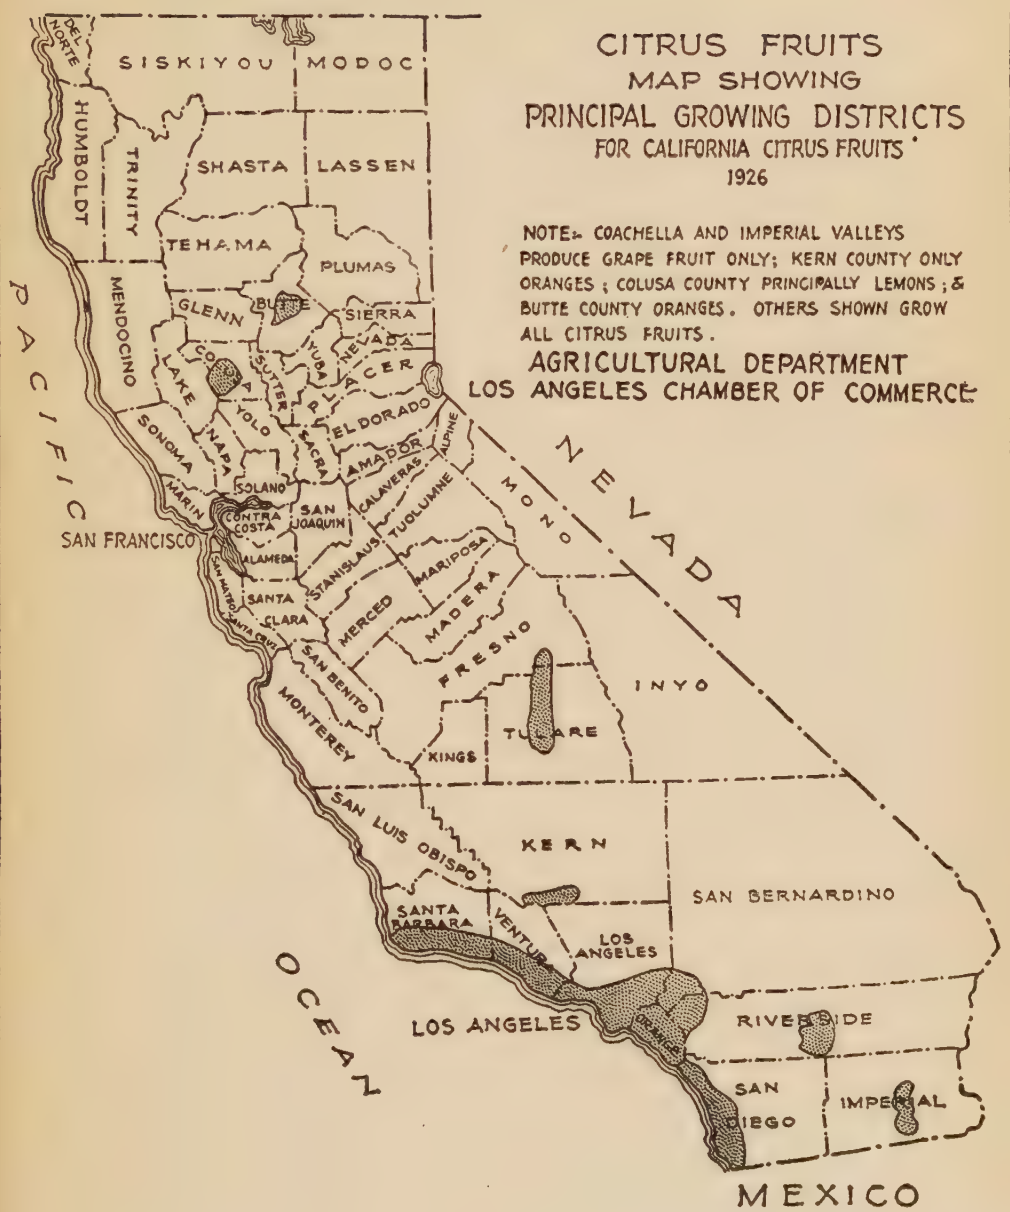 CITRUS FRUITS
MAP SHOWING
PRINCIPAL GROWING DISTRICTS
FOR CALIFORNIA CITRUS FRUITS
1926
NOTE:- COACHELLA AND IMPERIAL VALLEYS
PRODUCE GRAPE FRUIT ONLY; KERN COUNTY ONLY
ORANGES; COLUSA COUNTY PRINCIPALLY LEMONS; &
BUTTE COUNTY ORANGES. OTHERS SHOWN GROW
ALL CITRUS FRUITS.
AGRICULTURAL DEPARTMENT
LOS ANGELES CHAMBER OF COMMERCE
DEL NORTE
SISKIYOU
MODOC
HUMBOLDT
TRINITY
SHASTA
LASSEN
TEHAMA
PLUMAS
MENDOCINO
GLENN
BUTTE
SIERRA
NEVADA
YUBA
PLACER
LAKE
COLUSA
SUTTER
EL DORADO
SONOMA
NAPA
YOLO
SACRA
AMADOR
ALPINE
MARIN
SOLANO
CALAVERAS
TUOLUMNE
MONO
SAN FRANCISCO
CONTRA COSTA
SAN JOAQUIN
ALAMEDA
STANISLAUS
MARIPOSA
SAN MATEO
SANTA CLARA
SANTA CRUZ
MERCED
MADERA
SAN BENITO
FRESNO
MONTEREY
KINGS
TULARE
INYO
SAN LUIS OBISPO
KERN
SAN BERNARDINO
SANTA BARBARA
VENTURA
LOS ANGELES
LOS ANGELES
ORANGE
RIVERSIDE
SAN DIEGO
IMPERIAL
PACIFIC
OCEAN
NEVADA
MEXICO